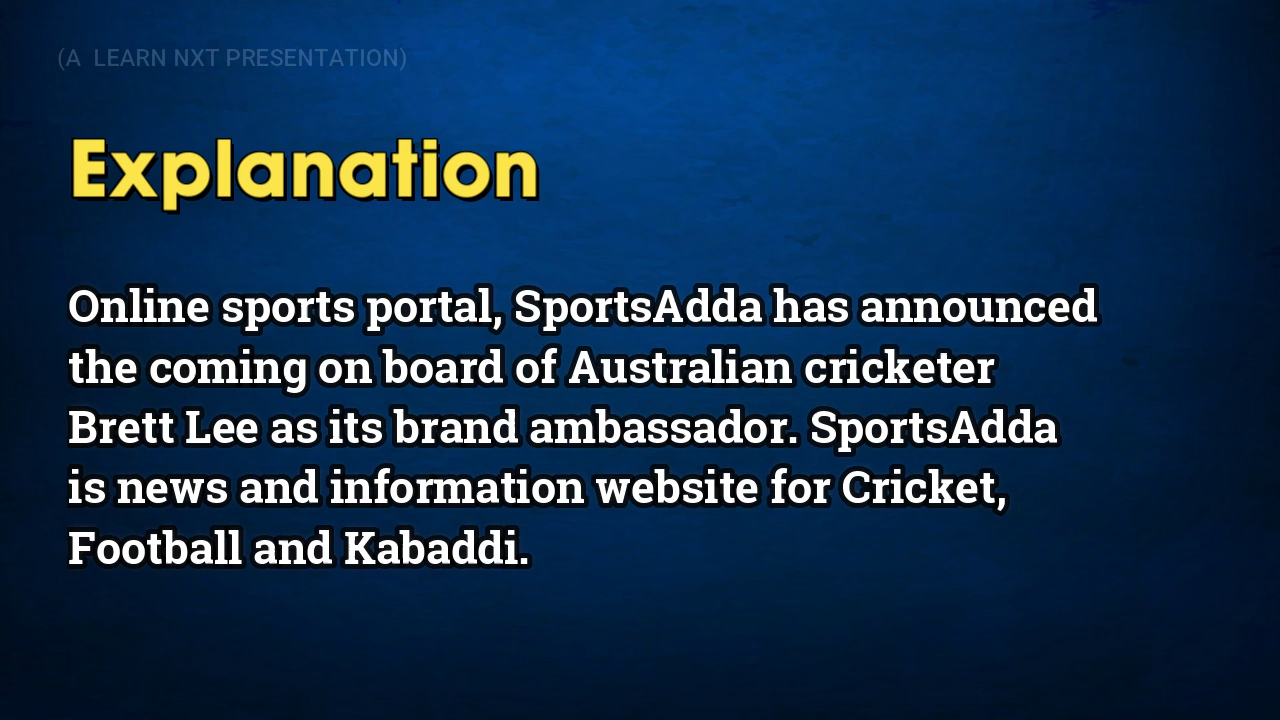 (A LEARN NXT PRESENTATION)
Explanation
Online sports portal, SportsAdda has announced
the coming on board of Australian cricketer
Brett Lee as its brand ambassador. SportsAdda
is news and information website for Cricket,
Football and Kabaddi.